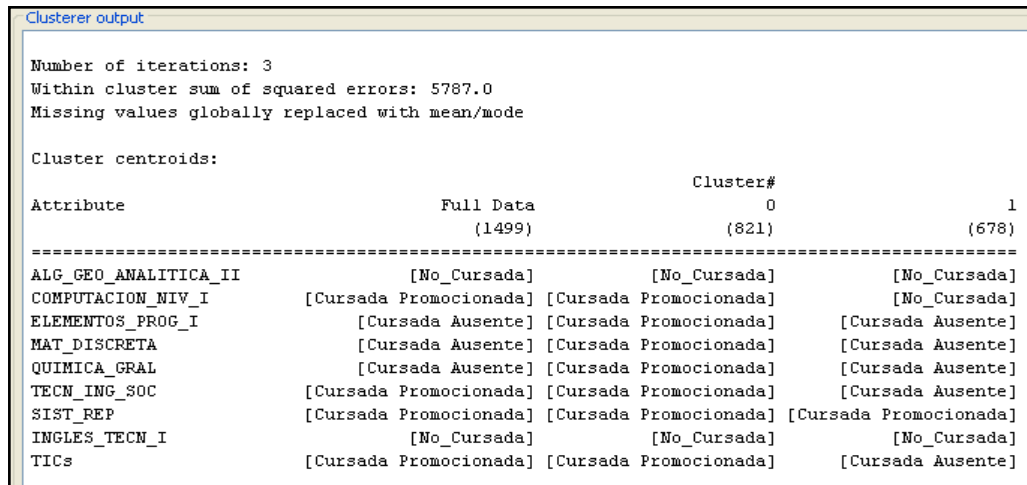 Clusterer output
Number of iterations: 3
Within cluster sum of squared errors: 5787.0
Missing values globally replaced with mean/mode
Cluster centroids:
Cluster#
Attribute Full Data 0 1
(1499) (821) (678)
==============================================================================================
ALG_GEO_ANALITICA_II [No_Cursada] [No_Cursada] [No_Cursada]
COMPUTACION_NIV_I [Cursada Promocionada] [Cursada Promocionada] [No_Cursada]
ELEMENTOS_PROG_I [Cursada Ausente] [Cursada Promocionada] [Cursada Ausente]
MAT_DISCRETA [Cursada Ausente] [Cursada Promocionada] [Cursada Ausente]
QUIMICA_GRAL [Cursada Ausente] [Cursada Promocionada] [Cursada Ausente]
TECN_ING_SOC [Cursada Promocionada] [Cursada Promocionada] [Cursada Ausente]
SIST_REP [Cursada Promocionada] [Cursada Promocionada] [Cursada Promocionada]
INGLES_TECN_I [No_Cursada] [No_Cursada] [No_Cursada]
TICs [Cursada Promocionada] [Cursada Promocionada] [Cursada Ausente]